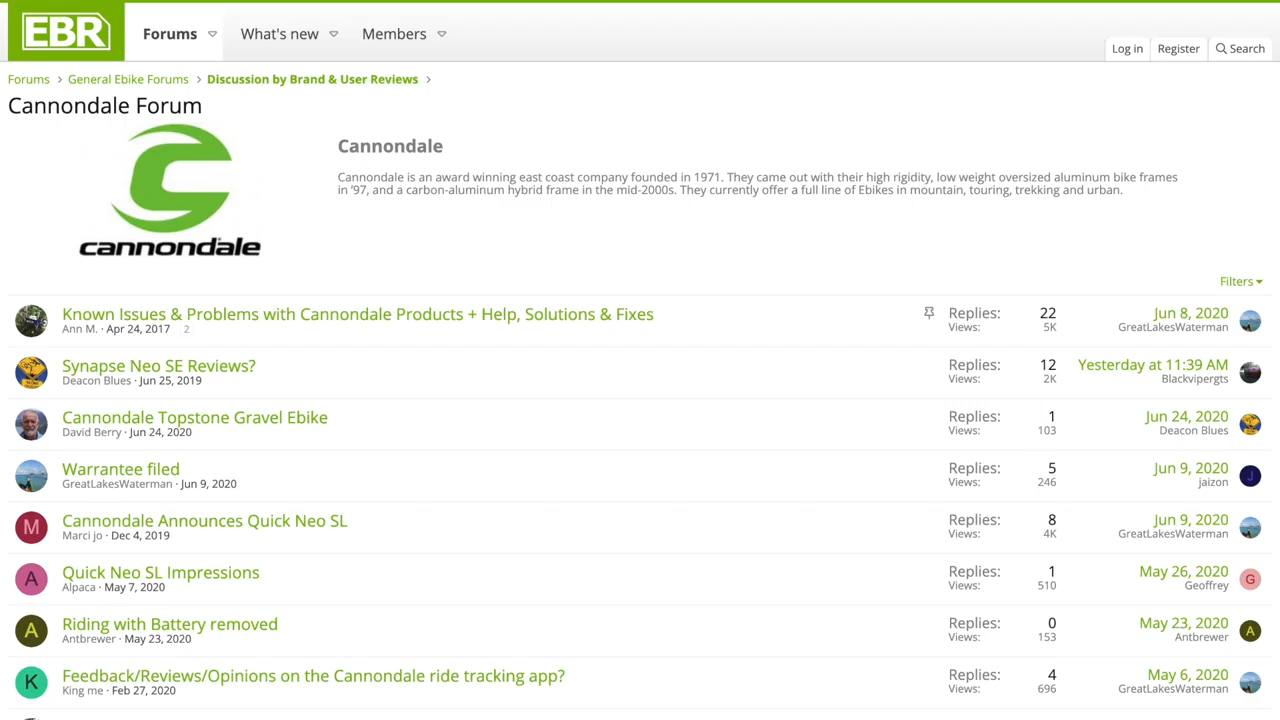 EBR
Forums
What's new
Members
Log in
Register
Search
Forums
General Ebike Forums
Discussion by Brand & User Reviews
Cannondale Forum
cannondale
Cannondale
Cannondale is an award winning east coast company founded in 1971. They came out with their high rigidity, low weight oversized aluminum bike frames
in '97, and a carbon-aluminum hybrid frame in the mid-2000s. They currently offer a full line of Ebikes in mountain, touring, trekking and urban.
Filters
Known Issues & Problems with Cannondale Products + Help, Solutions & Fixes
Ann M. · Apr 24, 2017 2
Replies: 22
Views: 5K
Jun 8, 2020
GreatLakesWaterman
Synapse Neo SE Reviews?
Deacon Blues · Jun 25, 2019
Replies: 12
Views: 2K
Yesterday at 11:39 AM
Blackvipergts
Cannondale Topstone Gravel Ebike
David Berry · Jun 24, 2020
Replies: 1
Views: 103
Jun 24, 2020
Deacon Blues
Warrantee filed
GreatLakesWaterman · Jun 9, 2020
Replies: 5
Views: 246
Jun 9, 2020
jaizon
J
M
Cannondale Announces Quick Neo SL
Marci jo · Dec 4, 2019
Replies: 8
Views: 4K
Jun 9, 2020
GreatLakesWaterman
A
Quick Neo SL Impressions
Alpaca · May 7, 2020
Replies: 1
Views: 510
May 26, 2020
Geoffrey
G
A
Riding with Battery removed
Antbrewer · May 23, 2020
Replies: 0
Views: 153
May 23, 2020
Antbrewer
A
K
Feedback/Reviews/Opinions on the Cannondale ride tracking app?
King me · Feb 27, 2020
Replies: 4
Views: 696
May 6, 2020
GreatLakesWaterman